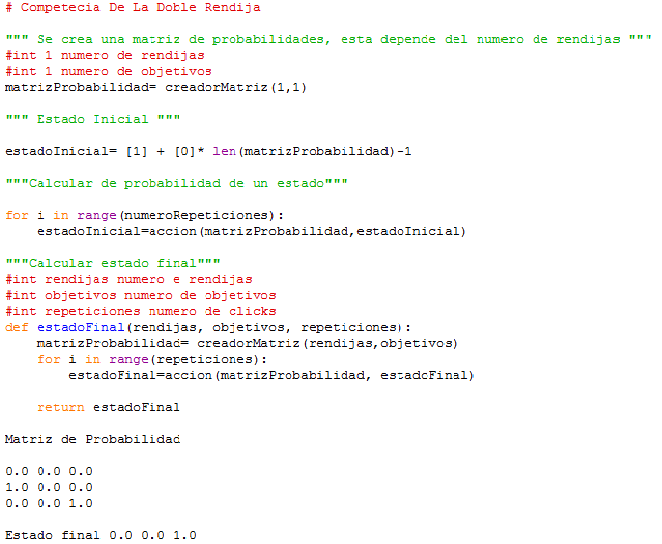 # Competecia De La Doble Rendija
""" Se crea una matriz de probabilidades, esta depende del numero de rendijas """
#int 1 numero de rendijas
#int 1 numero de objetivos
matrizProbabilidad= creadorMatriz(1,1)
""" Estado Inicial """
estadoInicial= [1] + [0]* len(matrizProbabilidad)-1
"""Calcular de probabilidad de un estado"""
for i in range(numeroRepeticiones):
    estadoInicial=accion(matrizProbabilidad,estadoInicial)
"""Calcular estado final"""
#int rendijas numero e rendijas
#int objetivos numero de objetivos
#int repeticiones numero de clicks
def estadoFinal(rendijas, objetivos, repeticiones):
    matrizProbabilidad= creadorMatriz(rendijas,objetivos)
    for i in range(repeticiones):
        estadoFinal=accion(matrizProbabilidad, estadoFinal)
    return estadoFinal
Matriz de Probabilidad
0.0 0.0 0.0
1.0 0.0 0.0
0.0 0.0 1.0
Estado final 0.0 0.0 1.0